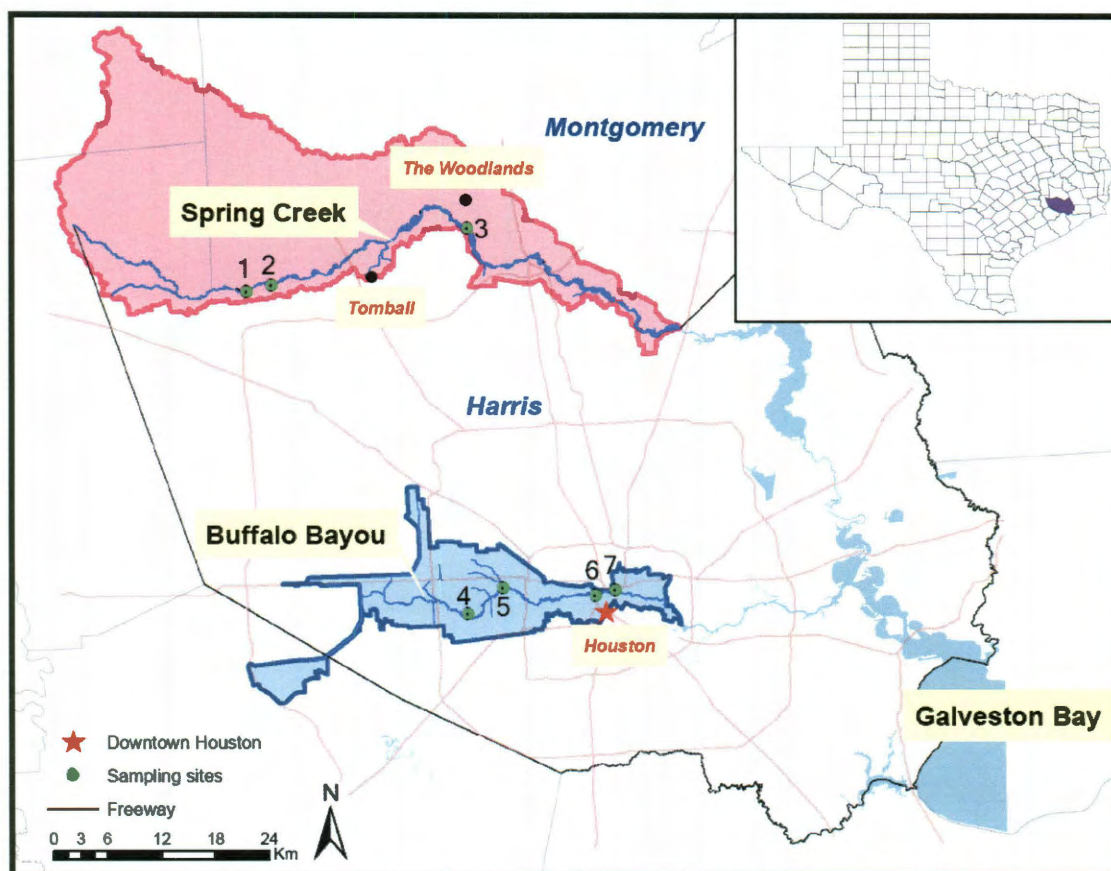 Montgomery
The Woodlands
Spring Creek
3
1 2
Tomball
Harris
Buffalo Bayou
6 7
4 5
Houston
Galveston Bay
Downtown Houston
Sampling sites
Freeway
N
0 3 6 12 18 24
Km